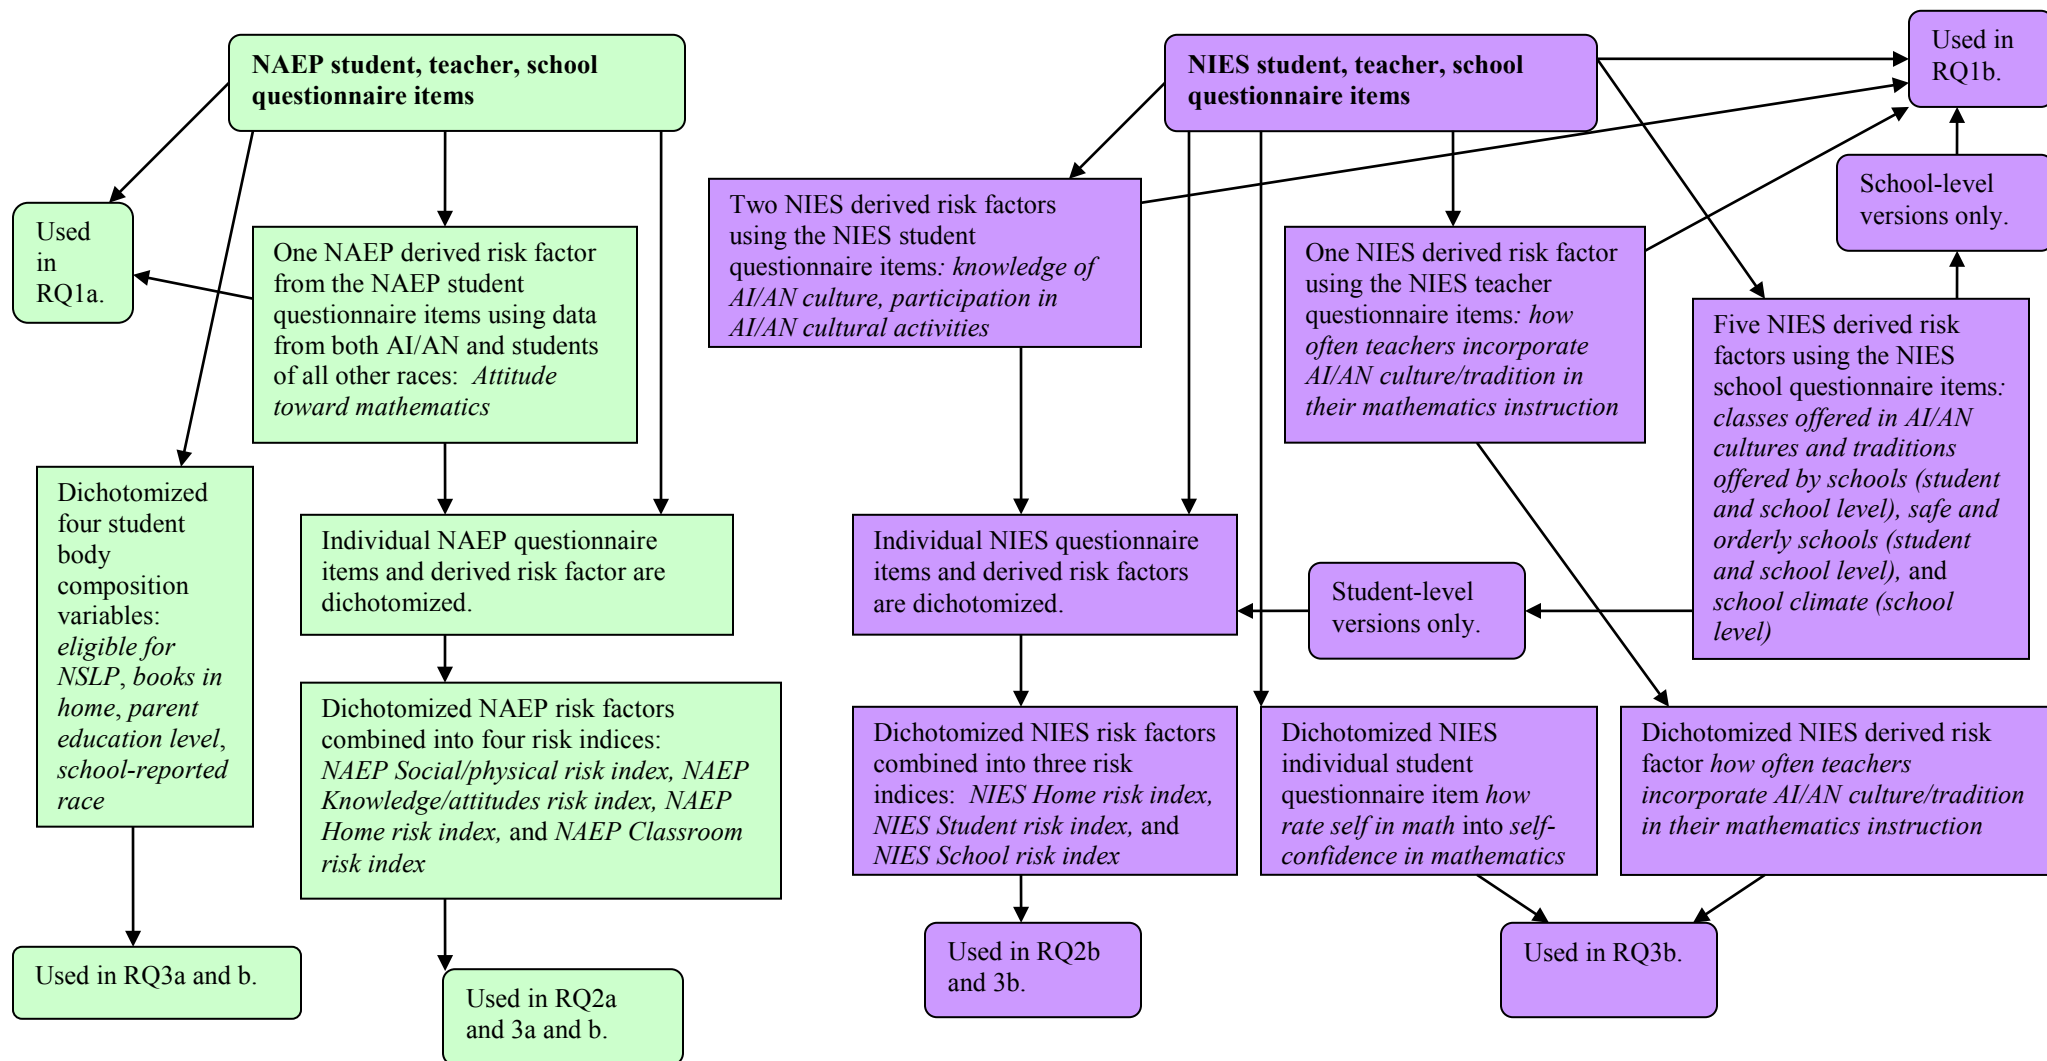 NAEP student, teacher, school
questionnaire items
NIES student, teacher, school
questionnaire items
Used in
RQ1b.
School-level
versions only.
Used
in
RQ1a.
One NAEP derived risk factor
from the NAEP student
questionnaire items using data
from both AI/AN and students
of all other races:  Attitude
toward mathematics
Two NIES derived risk factors
using the NIES student
questionnaire items: knowledge of
AI/AN culture, participation in
AI/AN cultural activities
One NIES derived risk factor
using the NIES teacher
questionnaire items: how
often teachers incorporate
AI/AN culture/tradition in
their mathematics instruction
Five NIES derived risk
factors using the NIES
school questionnaire items:
classes offered in AI/AN
cultures and traditions
offered by schools (student
and school level), safe and
orderly schools (student
and school level), and
school climate (school
level)
Dichotomized
four student
body
composition
variables:
eligible for
NSLP, books in
home, parent
education level,
school-reported
race
Individual NAEP questionnaire
items and derived risk factor are
dichotomized.
Individual NIES questionnaire
items and derived risk factors
are dichotomized.
Student-level
versions only.
Dichotomized NAEP risk factors
combined into four risk indices:
NAEP Social/physical risk index, NAEP
Knowledge/attitudes risk index, NAEP
Home risk index, and NAEP Classroom
risk index
Dichotomized NIES risk factors
combined into three risk
indices:  NIES Home risk index,
NIES Student risk index, and
NIES School risk index
Dichotomized NIES
individual student
questionnaire item how
rate self in math into self-
confidence in mathematics
Dichotomized NIES derived risk
factor how often teachers
incorporate AI/AN culture/tradition
in their mathematics instruction
Used in RQ3a and b.
Used in RQ2a
and 3a and b.
Used in RQ2b
and 3b.
Used in RQ3b.